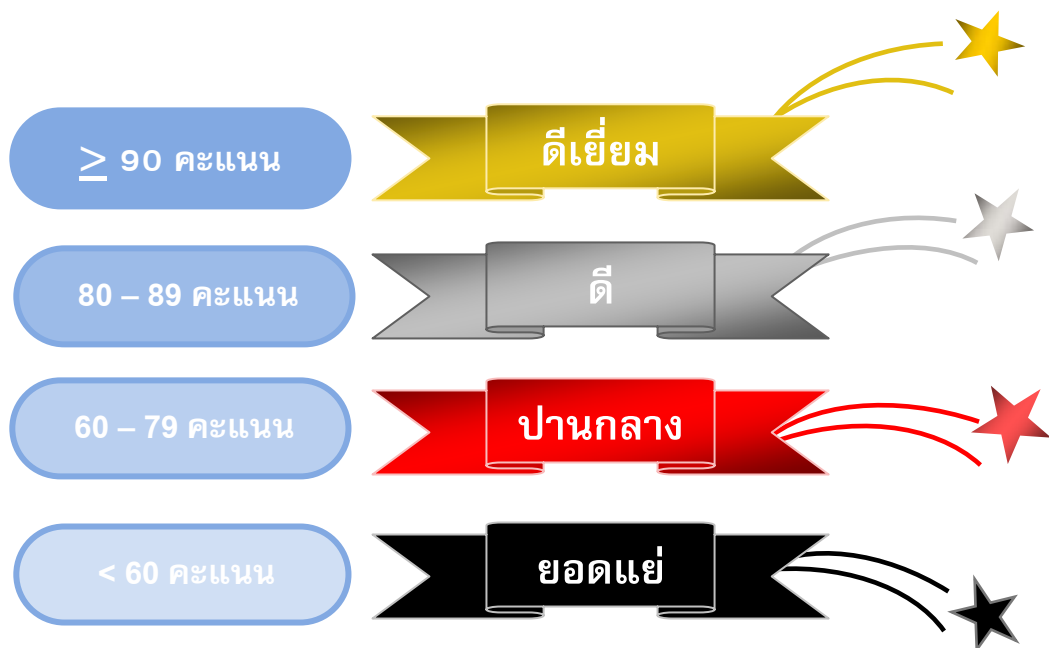 ≥ 90 คะแนน
ดีเยี่ยม
80 – 89 คะแนน
ดี
60 – 79 คะแนน
ปานกลาง
< 60 คะแนน
ยอดแย่